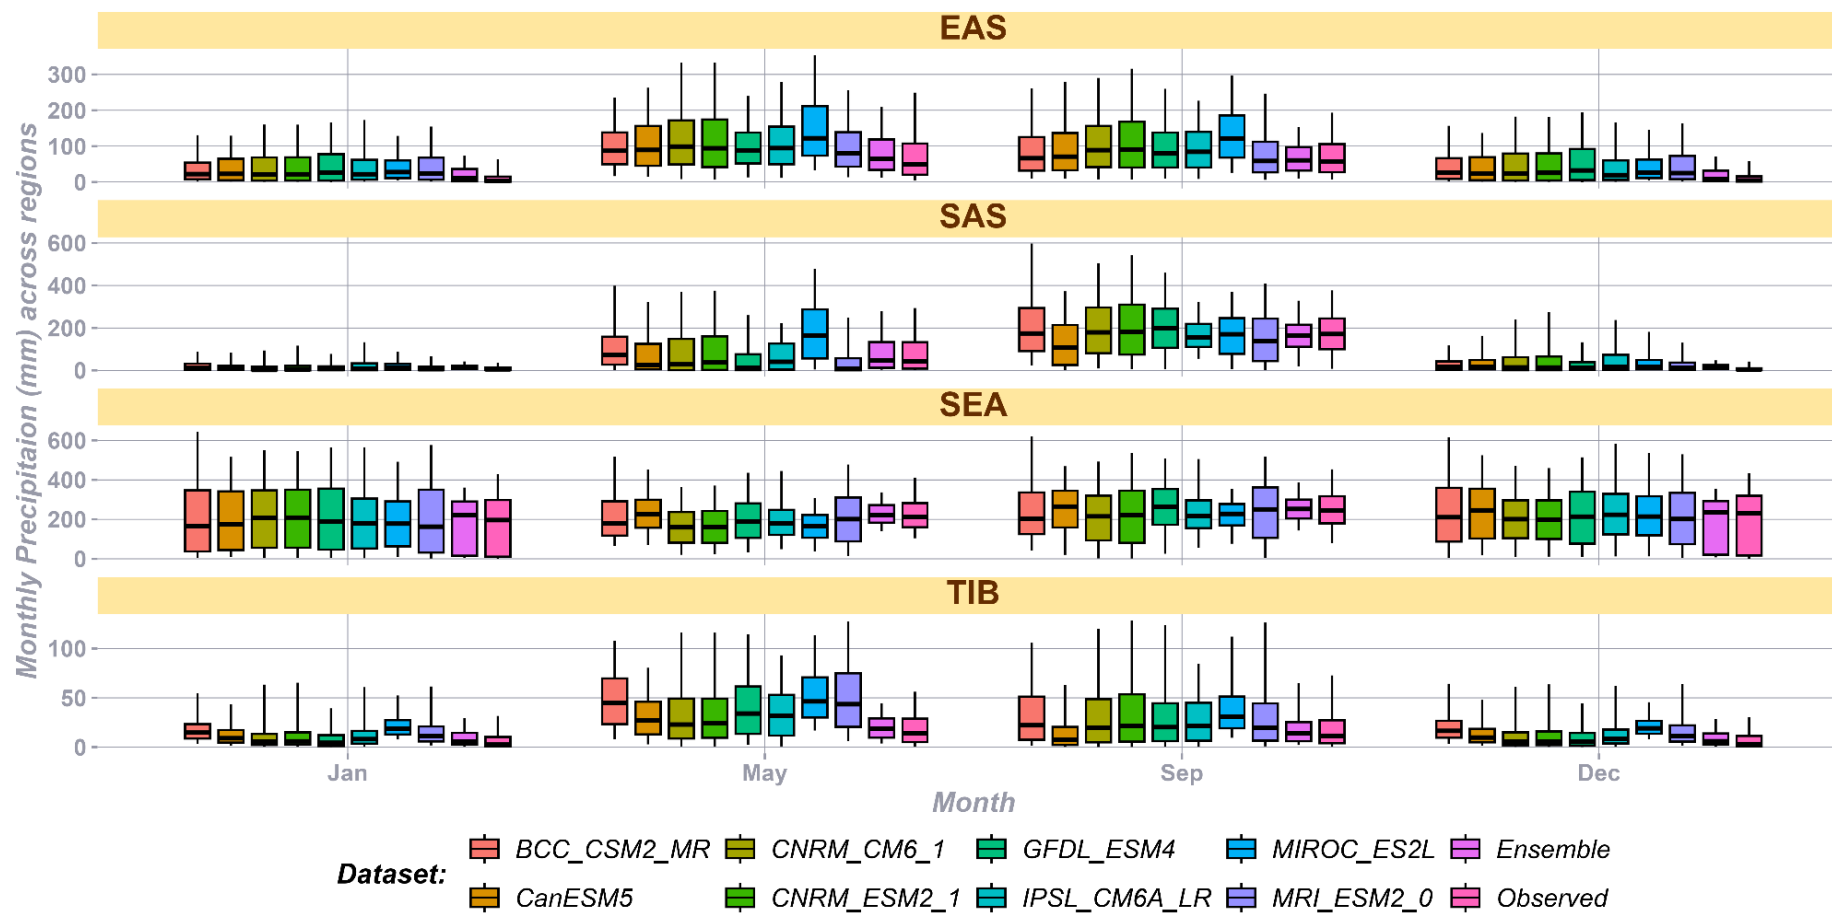 EAS
300
200
100
0
SAS
600
400
200
0
SEA
600
400
200
0
TIB
100
50
0
Monthly Precipitaion (mm) across regions
Jan May Sep Dec
Month
Dataset:
BCC_CSM2_MR CNRM_CM6_1 GFDL_ESM4 MIROC_ES2L Ensemble
CanESM5 CNRM_ESM2_1 IPSL_CM6A_LR MRI_ESM2_0 Observed